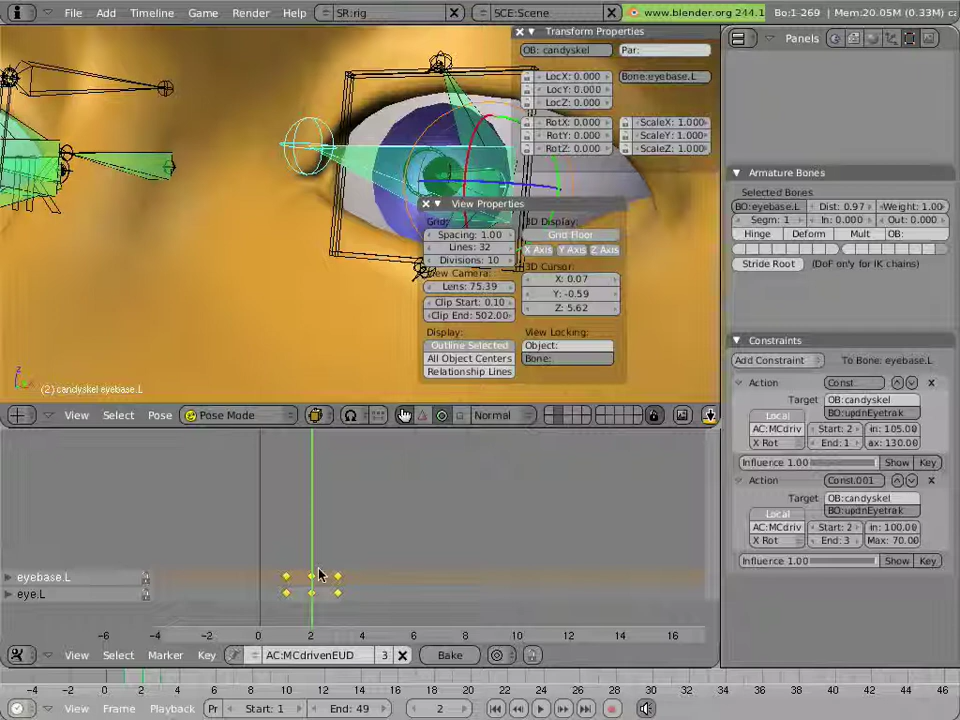 File Add Timeline Game Render Help SR:rig SCE:Scene www.blender.org 244.1 Bo:1-269 | Mem:20.05M (0.33M)
Transform Properties
OB: candyskel Par:
LocX: 0.000 Bone:eyebase.L
LocY: 0.000
LocZ: 0.000
RotX: 0.000 ScaleX: 1.000
RotY: 0.000 ScaleY: 1.000
RotZ: 0.000 ScaleZ: 1.000
View Properties
Grid: 3D Display:
Spacing: 1.00 Grid Floor
Lines: 32 X Axis Y Axis Z Axis
Divisions: 10
View Camera: 3D Cursor:
Lens: 75.39 X: 0.07
Y: -0.59
Clip Start: 0.10 Z: 5.62
Clip End: 502.00
Display: View Locking:
Outline Selected Object:
All Object Centers Bone:
Relationship Lines
z
(2) candyskel eyebase.L
View Select Pose Pose Mode Normal
Panels
Armature Bones
Selected Bones
BO:eyebase.L Dist: 0.97 Weight: 1.00
Segm: 1 In: 0.000 Out: 0.000
Hinge Deform Mult OB:
Stride Root (DoF only for IK chains)
Constraints
Add Constraint To Bone: eyebase.L
Action Const
Target OB:candyskel
Local BO:updnEyetrak
AC:MCdriv Start: 2 in: 105.00
X Rot End: 1 ax: 130.00
Influence 1.00 Show Key
Action Const.001
Target OB:candyskel
Local BO:updnEyetrak
AC:MCdriv Start: 2 in: 100.00
X Rot End: 3 Max: 70.00
Influence 1.00 Show Key
eyebase.L
eye.L
-6 -4 -2 0 2 4 6 8 10 12 14 16
View Select Marker Key AC:MCdrivenEUD 3 Bake
-4 -2 0 2 4 6 8 10 12 14 16 18 20 22 24 26 28 30 32 34 36 38 40 42 44 46
View Frame Playback Pr Start: 1 End: 49 2